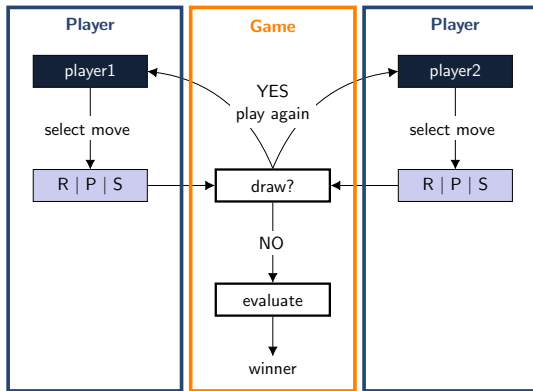 Player
Game
Player
player1
player2
YES
play again
select move
select move
R | P | S
draw?
R | P | S
NO
evaluate
winner